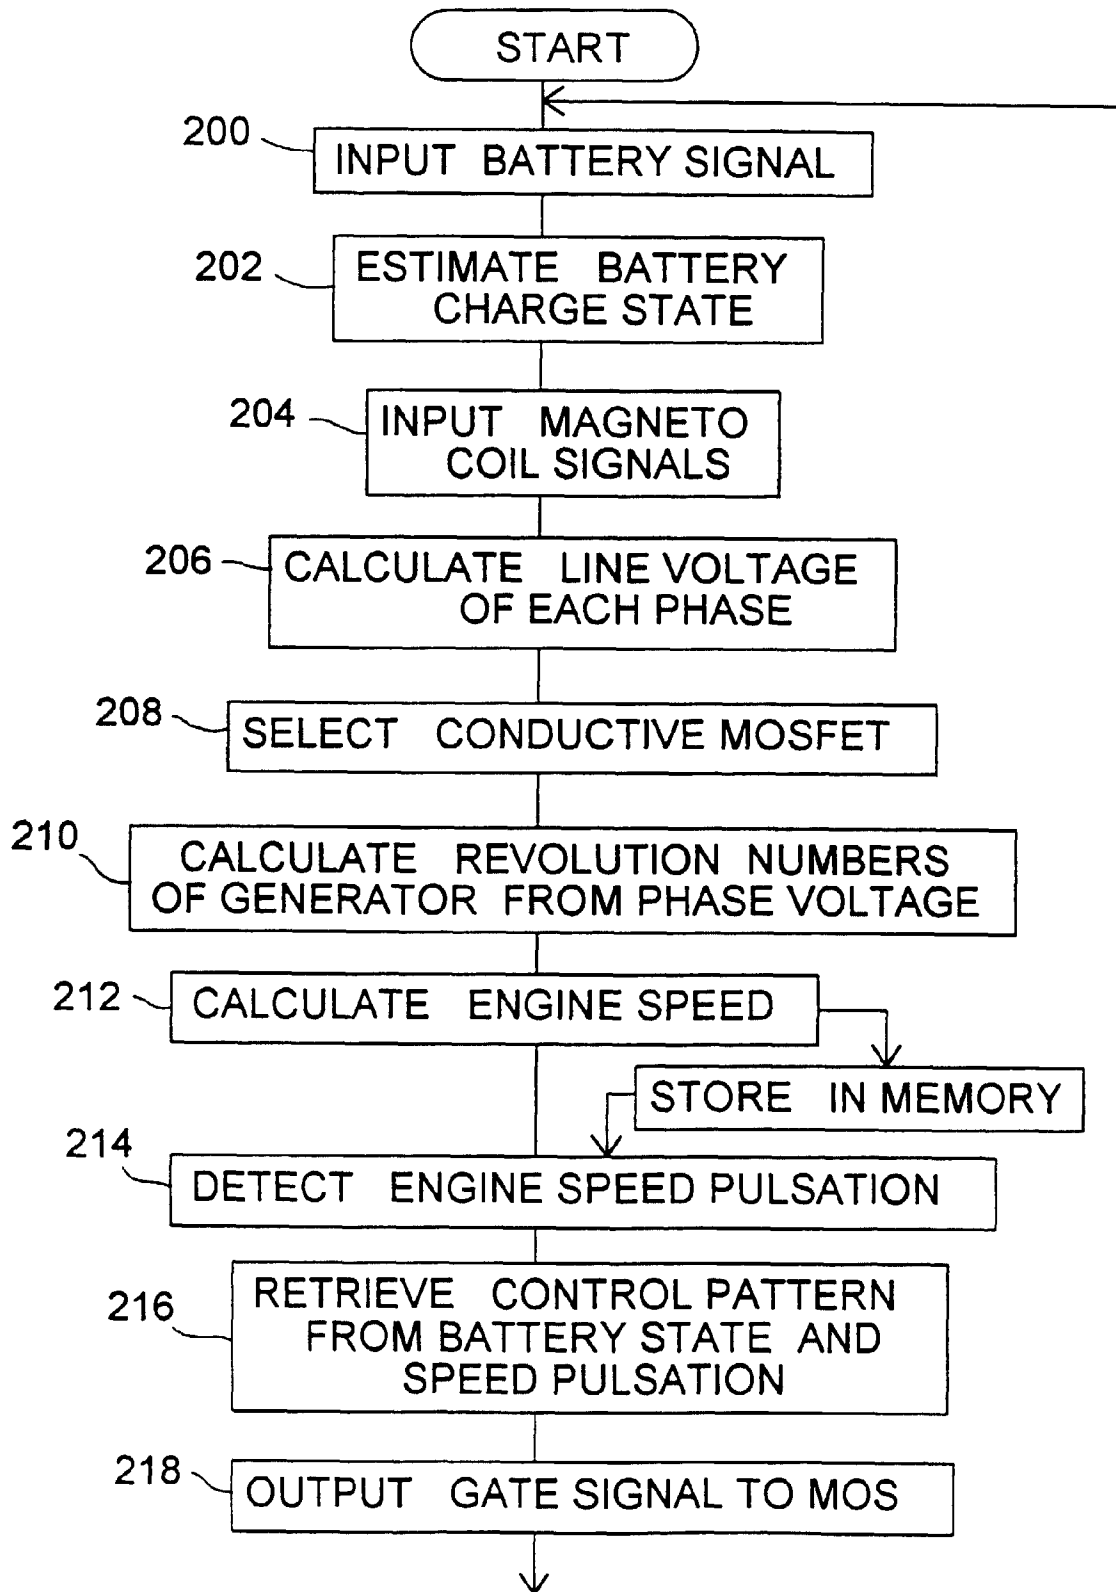 START
200
INPUT BATTERY SIGNAL
202
ESTIMATE BATTERY
CHARGE STATE
204
INPUT MAGNETO
COIL SIGNALS
206
CALCULATE LINE VOLTAGE
OF EACH PHASE
208
SELECT CONDUCTIVE MOSFET
210
CALCULATE REVOLUTION NUMBERS
OF GENERATOR FROM PHASE VOLTAGE
212
CALCULATE ENGINE SPEED
STORE IN MEMORY
214
DETECT ENGINE SPEED PULSATION
216
RETRIEVE CONTROL PATTERN
FROM BATTERY STATE AND
SPEED PULSATION
218
OUTPUT GATE SIGNAL TO MOS